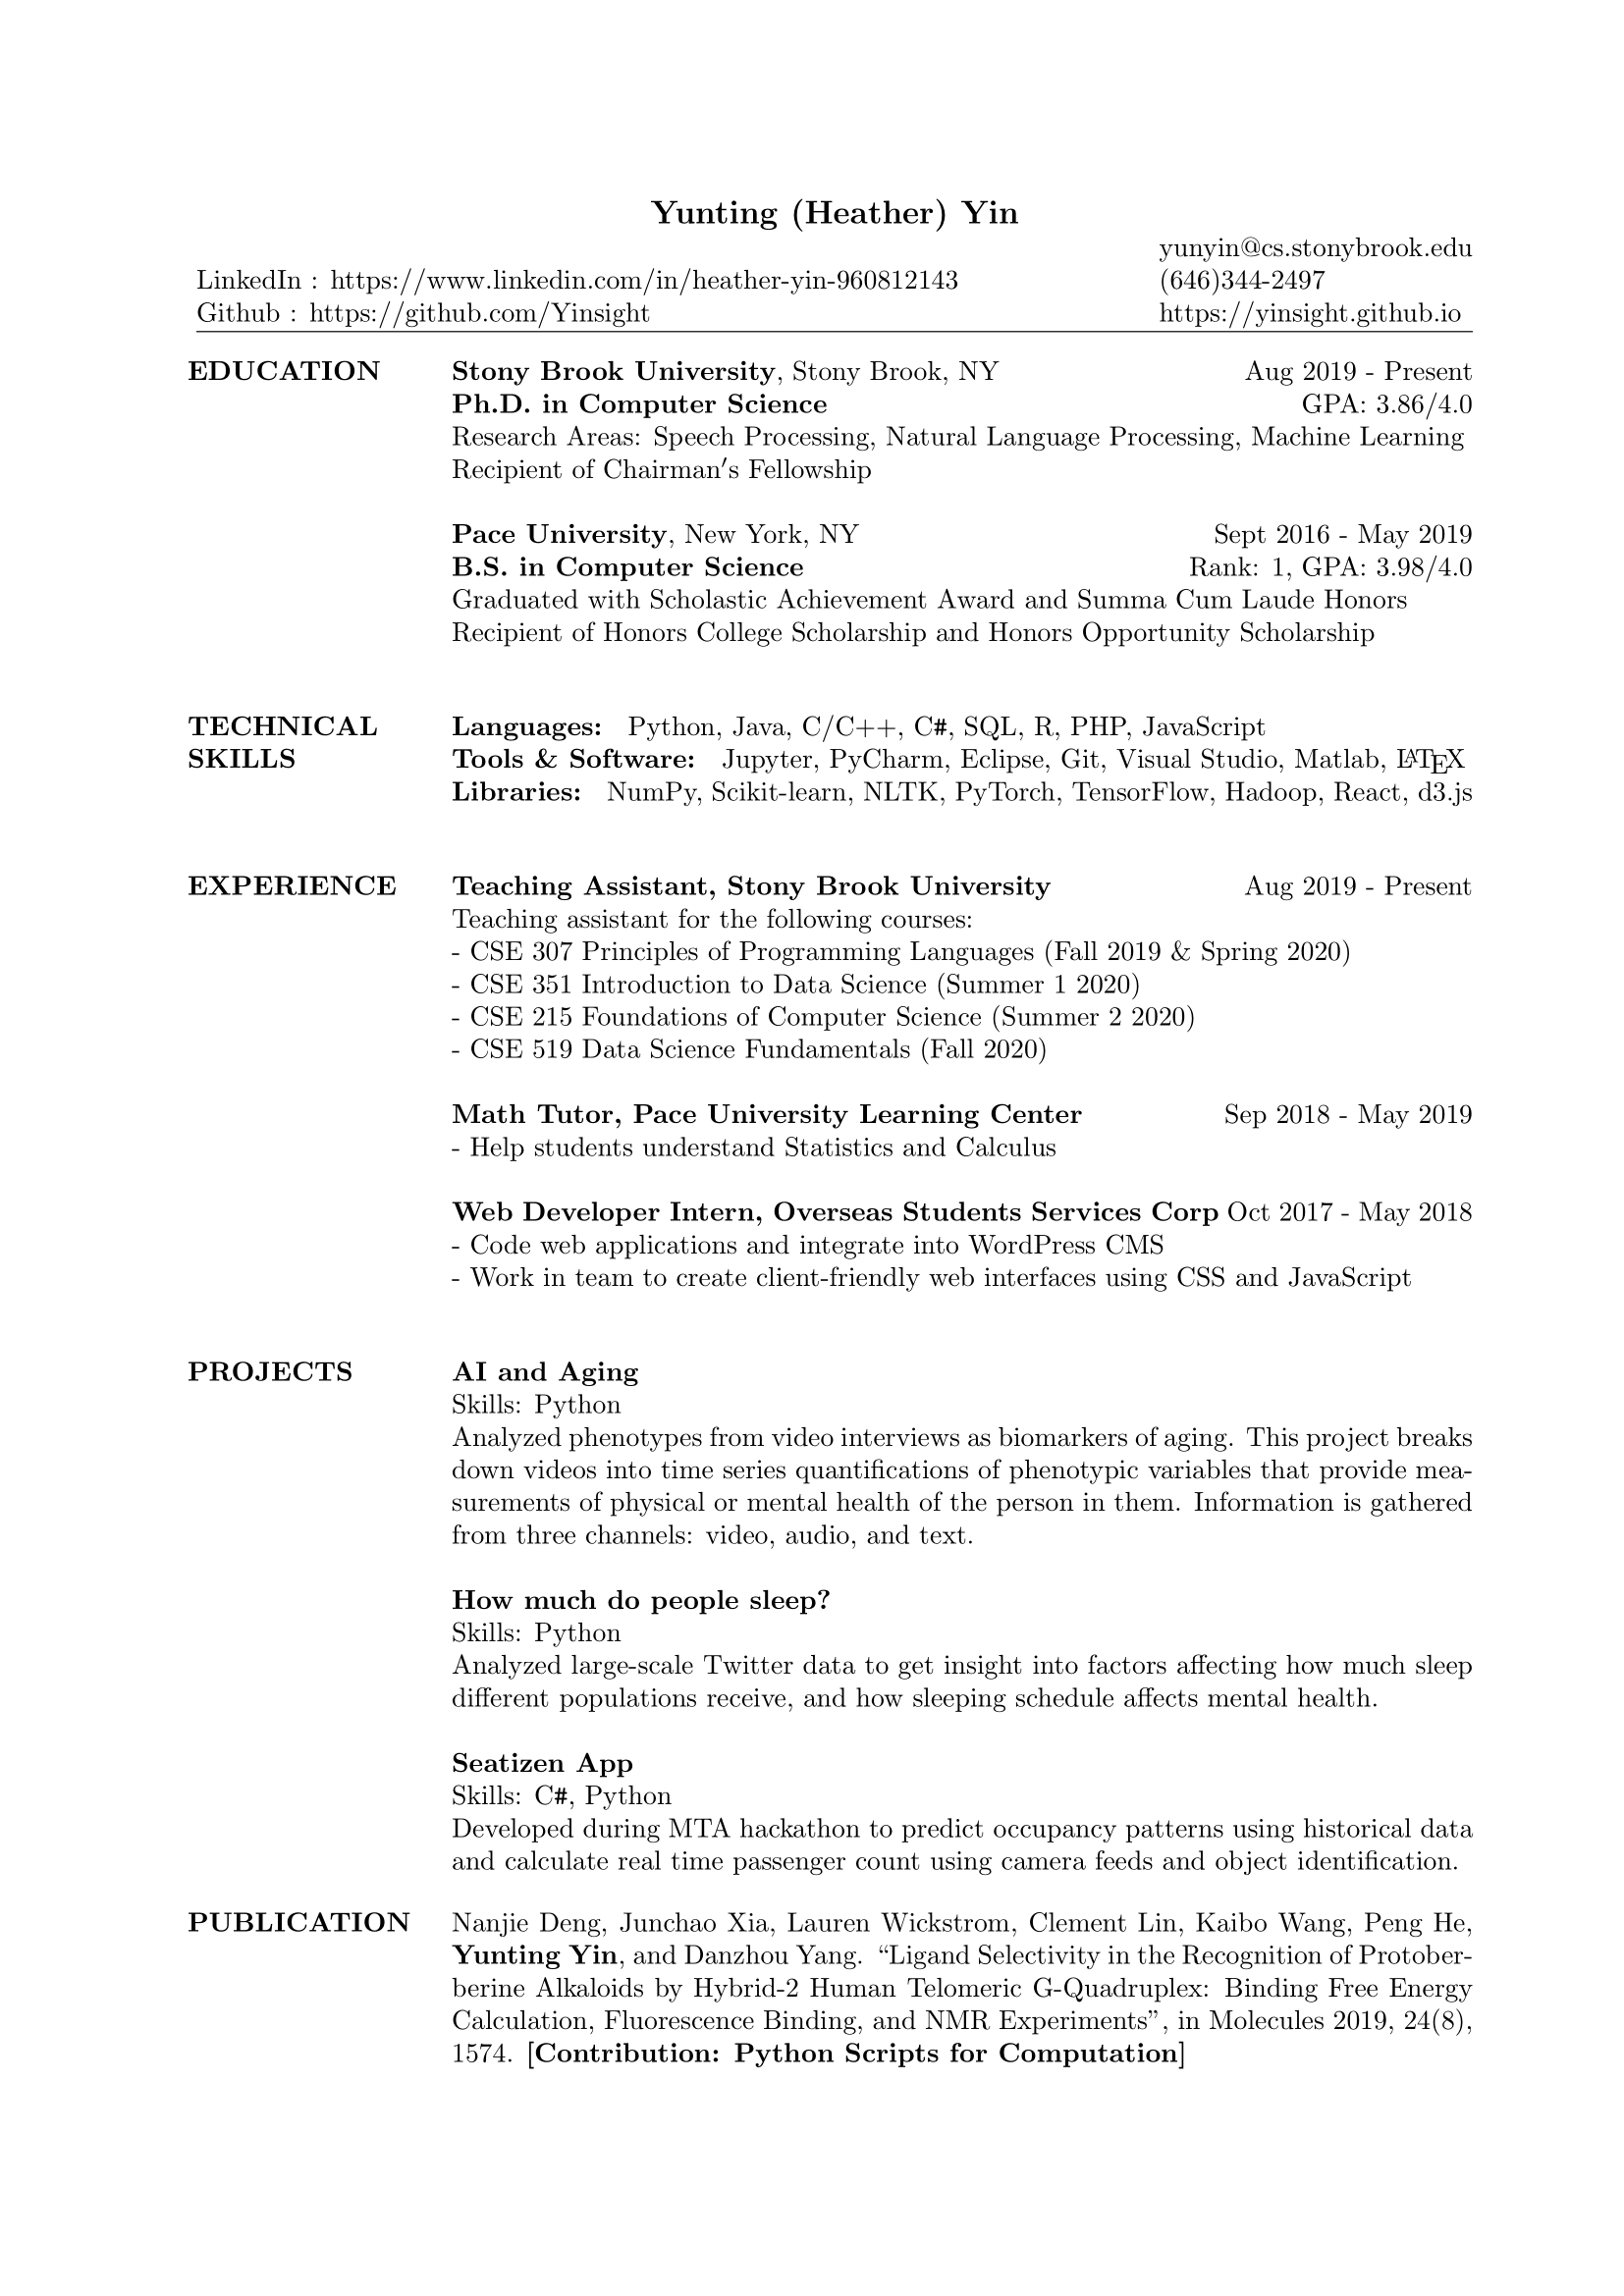 Yunting (Heather) Yin
yunyin@cs.stonybrook.edu
LinkedIn : https://www.linkedin.com/in/heather-yin-960812143 (646)344-2497
Github : https://github.com/Yinsight https://yinsight.github.io
EDUCATION Stony Brook University, Stony Brook, NY Aug 2019 - Present
Ph.D. in Computer Science GPA: 3.86/4.0
Research Areas: Speech Processing, Natural Language Processing, Machine Learning
Recipient of Chairman's Fellowship
Pace University, New York, NY Sept 2016 - May 2019
B.S. in Computer Science Rank: 1, GPA: 3.98/4.0
Graduated with Scholastic Achievement Award and Summa Cum Laude Honors
Recipient of Honors College Scholarship and Honors Opportunity Scholarship
TECHNICAL Languages: Python, Java, C/C++, C#, SQL, R, PHP, JavaScript
SKILLS Tools & Software: Jupyter, PyCharm, Eclipse, Git, Visual Studio, Matlab, LATEX
Libraries: NumPy, Scikit-learn, NLTK, PyTorch, TensorFlow, Hadoop, React, d3.js
EXPERIENCE Teaching Assistant, Stony Brook University Aug 2019 - Present
Teaching assistant for the following courses:
- CSE 307 Principles of Programming Languages (Fall 2019 & Spring 2020)
- CSE 351 Introduction to Data Science (Summer 1 2020)
- CSE 215 Foundations of Computer Science (Summer 2 2020)
- CSE 519 Data Science Fundamentals (Fall 2020)
Math Tutor, Pace University Learning Center Sep 2018 - May 2019
- Help students understand Statistics and Calculus
Web Developer Intern, Overseas Students Services Corp Oct 2017 - May 2018
- Code web applications and integrate into WordPress CMS
- Work in team to create client-friendly web interfaces using CSS and JavaScript
PROJECTS AI and Aging
Skills: Python
Analyzed phenotypes from video interviews as biomarkers of aging. This project breaks
down videos into time series quantifications of phenotypic variables that provide mea-
surements of physical or mental health of the person in them. Information is gathered
from three channels: video, audio, and text.
How much do people sleep?
Skills: Python
Analyzed large-scale Twitter data to get insight into factors affecting how much sleep
different populations receive, and how sleeping schedule affects mental health.
Seatizen App
Skills: C#, Python
Developed during MTA hackathon to predict occupancy patterns using historical data
and calculate real time passenger count using camera feeds and object identification.
PUBLICATION Nanjie Deng, Junchao Xia, Lauren Wickstrom, Clement Lin, Kaibo Wang, Peng He,
Yunting Yin, and Danzhou Yang. “Ligand Selectivity in the Recognition of Protober-
berine Alkaloids by Hybrid-2 Human Telomeric G-Quadruplex: Binding Free Energy
Calculation, Fluorescence Binding, and NMR Experiments”, in Molecules 2019, 24(8),
1574. [Contribution: Python Scripts for Computation]